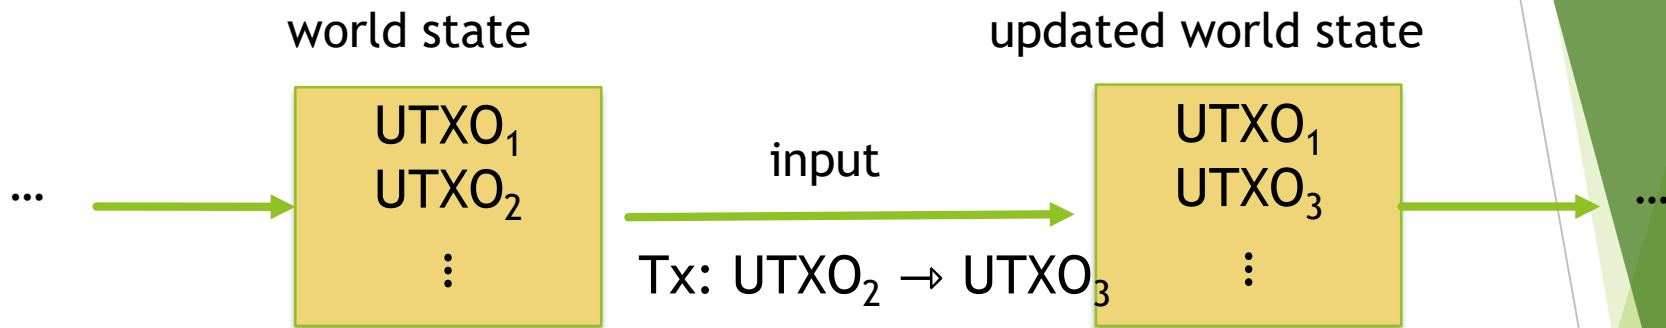 world state
updated world state
UTXO₁
UTXO₂
⋮
input
Tx: UTXO₂ → UTXO₃
UTXO₁
UTXO₃
⋮
...
...